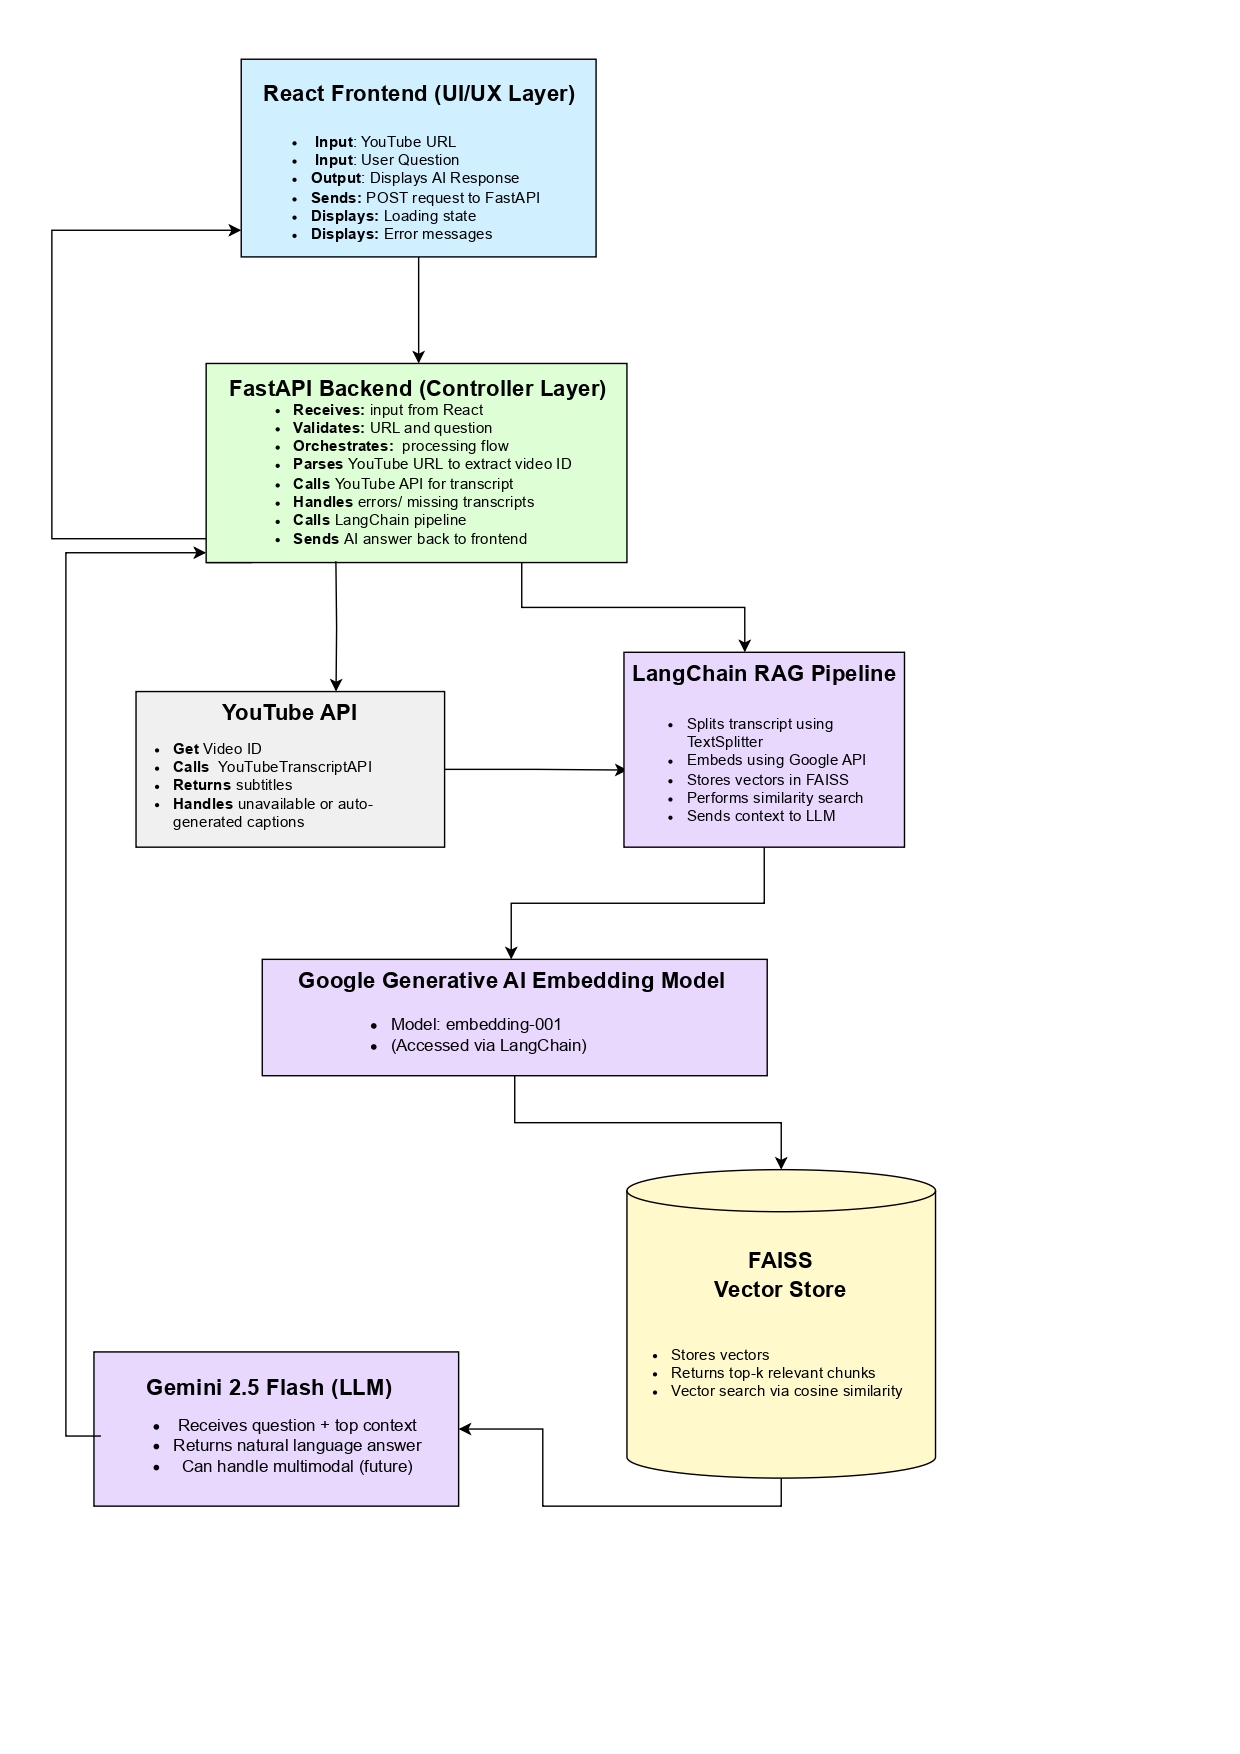 React Frontend (UI/UX Layer)
• Input: YouTube URL
• Input: User Question
• Output: Displays AI Response
• Sends: POST request to FastAPI
• Displays: Loading state
• Displays: Error messages
FastAPI Backend (Controller Layer)
• Receives: input from React
• Validates: URL and question
• Orchestrates: processing flow
• Parses YouTube URL to extract video ID
• Calls YouTube API for transcript
• Handles errors/ missing transcripts
• Calls LangChain pipeline
• Sends AI answer back to frontend
YouTube API
• Get Video ID
• Calls YouTubeTranscriptAPI
• Returns subtitles
• Handles unavailable or auto-
generated captions
LangChain RAG Pipeline
• Splits transcript using
TextSplitter
• Embeds using Google API
• Stores vectors in FAISS
• Performs similarity search
• Sends context to LLM
Google Generative AI Embedding Model
• Model: embedding-001
• (Accessed via LangChain)
FAISS
Vector Store
• Stores vectors
• Returns top-k relevant chunks
• Vector search via cosine similarity
Gemini 2.5 Flash (LLM)
• Receives question + top context
• Returns natural language answer
• Can handle multimodal (future)